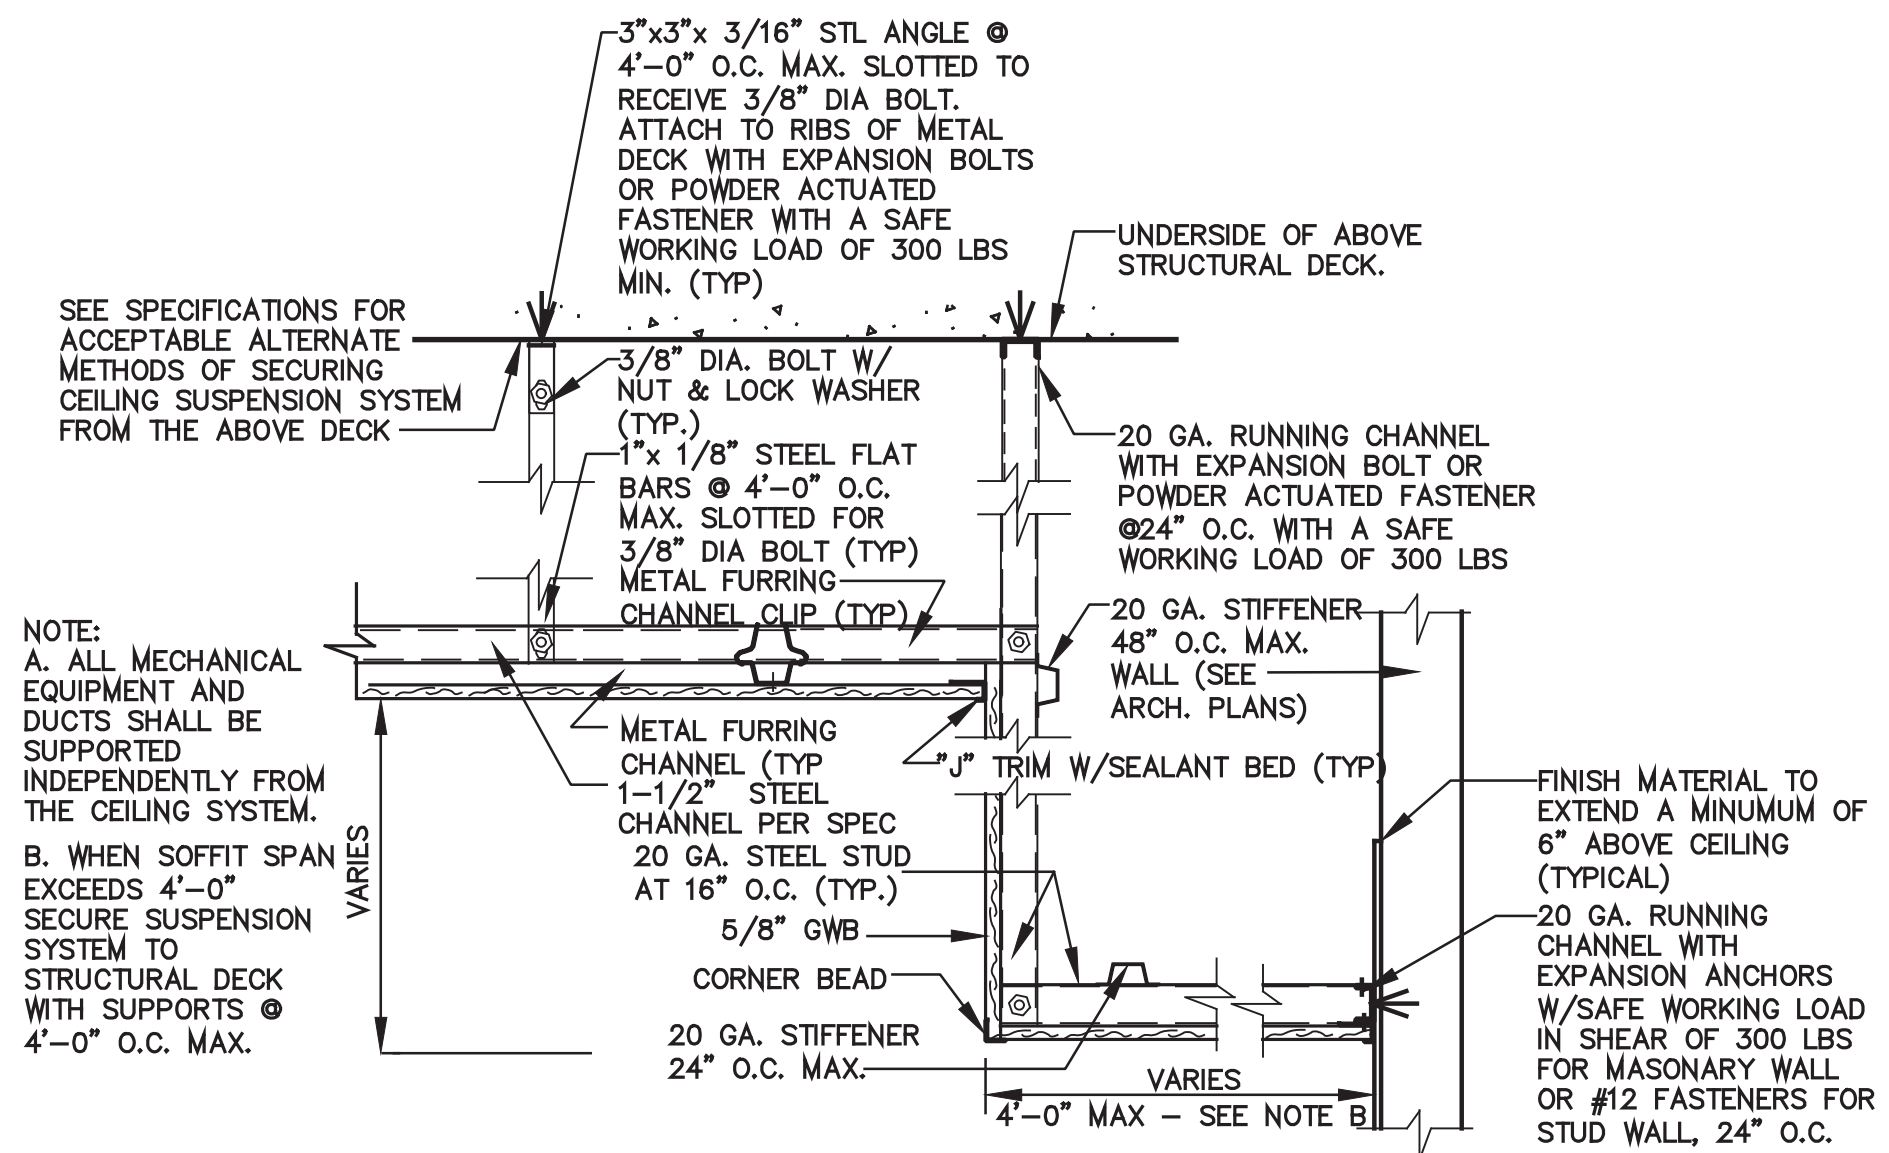 3"x3"x 3/16" STL ANGLE @
4'-0" O.C. MAX. SLOTTED TO
RECEIVE 3/8" DIA BOLT.
ATTACH TO RIBS OF METAL
DECK WITH EXPANSION BOLTS
OR POWDER ACTUATED
FASTENER WITH A SAFE
WORKING LOAD OF 300 LBS
MIN. (TYP)
UNDERSIDE OF ABOVE
STRUCTURAL DECK.
SEE SPECIFICATIONS FOR
ACCEPTABLE ALTERNATE
METHODS OF SECURING
CEILING SUSPENSION SYSTEM
FROM THE ABOVE DECK
3/8" DIA. BOLT W/
NUT & LOCK WASHER
(TYP.)
1"x 1/8" STEEL FLAT
BARS @ 4'-0" O.C.
MAX. SLOTTED FOR
3/8" DIA BOLT (TYP)
METAL FURRING
CHANNEL CLIP (TYP)
20 GA. RUNNING CHANNEL
WITH EXPANSION BOLT OR
POWDER ACTUATED FASTENER
@24" O.C. WITH A SAFE
WORKING LOAD OF 300 LBS
20 GA. STIFFENER
48" O.C. MAX.
WALL (SEE
ARCH. PLANS)
NOTE:
A. ALL MECHANICAL
EQUIPMENT AND
DUCTS SHALL BE
SUPPORTED
INDEPENDENTLY FROM
THE CEILING SYSTEM.
B. WHEN SOFFIT SPAN
EXCEEDS 4'-0"
SECURE SUSPENSION
SYSTEM TO
STRUCTURAL DECK
WITH SUPPORTS @
4'-0" O.C. MAX.
VARIES
METAL FURRING
CHANNEL (TYP
1-1/2" STEEL
CHANNEL PER SPEC
"J" TRIM W/SEALANT BED (TYP)
20 GA. STEEL STUD
AT 16" O.C. (TYP.)
5/8" GWB
CORNER BEAD
20 GA. STIFFENER
24" O.C. MAX.
VARIES
4'-0" MAX - SEE NOTE B
FINISH MATERIAL TO
EXTEND A MINUMUM OF
6" ABOVE CEILING
(TYPICAL)
20 GA. RUNNING
CHANNEL WITH
EXPANSION ANCHORS
W/SAFE WORKING LOAD
IN SHEAR OF 300 LBS
FOR MASONARY WALL
OR #12 FASTENERS FOR
STUD WALL, 24" O.C.